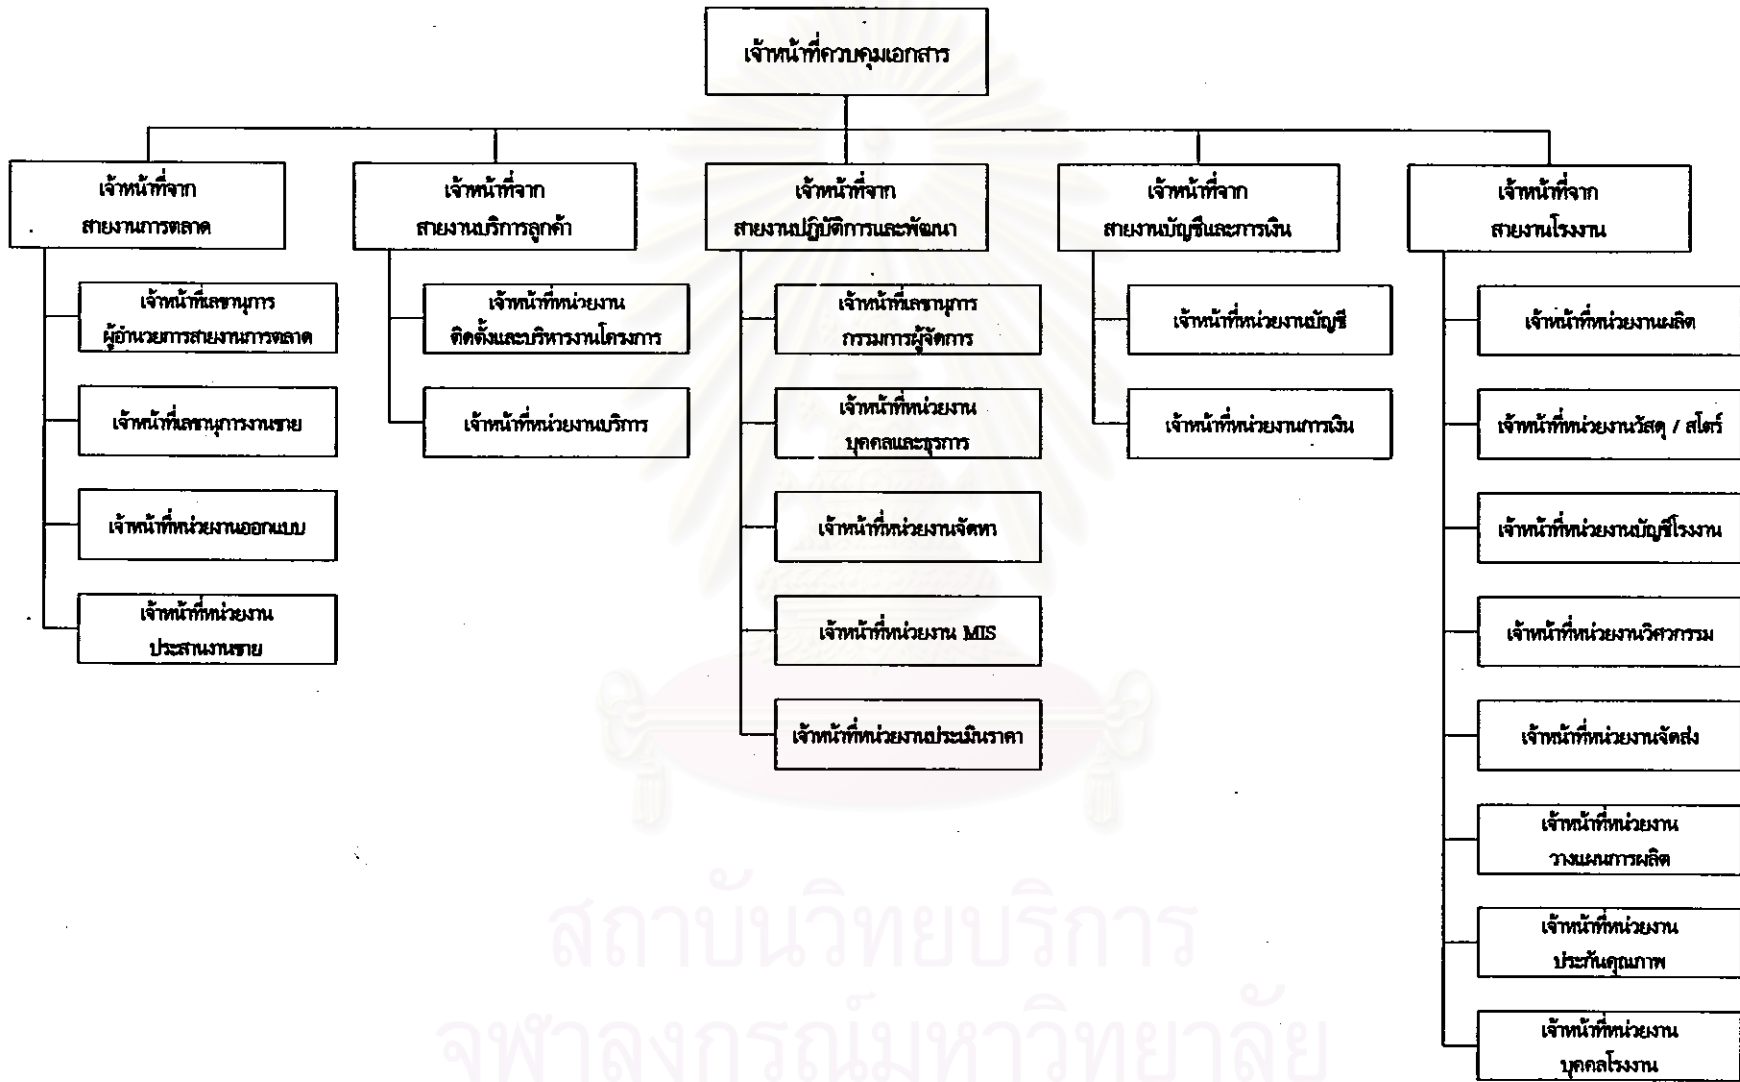 เจ้าหน้าที่ควบคุมเอกสาร
เจ้าหน้าที่จาก
สายงานการตลาด
เจ้าหน้าที่เลขานุการ
ผู้อำนวยการสายงานการตลาด
เจ้าหน้าที่เลขานุการงานขาย
เจ้าหน้าที่หน่วยงานออกแบบ
เจ้าหน้าที่หน่วยงาน
ประสานงานขาย
เจ้าหน้าที่จาก
สายงานบริการลูกค้า
เจ้าหน้าที่หน่วยงาน
ติดตั้งและบริหารงานโครงการ
เจ้าหน้าที่หน่วยงานบริการ
เจ้าหน้าที่จาก
สายงานปฏิบัติการและพัฒนา
เจ้าหน้าที่เลขานุการ
กรรมการผู้จัดการ
เจ้าหน้าที่หน่วยงาน
บุคคลและธุรการ
เจ้าหน้าที่หน่วยงานจัดหา
เจ้าหน้าที่หน่วยงาน MIS
เจ้าหน้าที่หน่วยงานประเมินราคา
เจ้าหน้าที่จาก
สายงานบัญชีและการเงิน
เจ้าหน้าที่หน่วยงานบัญชี
เจ้าหน้าที่หน่วยงานการเงิน
เจ้าหน้าที่จาก
สายงานโรงงาน
เจ้าหน้าที่หน่วยงานผลิต
เจ้าหน้าที่หน่วยงานวัสดุ / สโตร์
เจ้าหน้าที่หน่วยงานบัญชีโรงงาน
เจ้าหน้าที่หน่วยงานวิศวกรรม
เจ้าหน้าที่หน่วยงานจัดส่ง
เจ้าหน้าที่หน่วยงาน
วางแผนการผลิต
เจ้าหน้าที่หน่วยงาน
ประกันคุณภาพ
เจ้าหน้าที่หน่วยงาน
บุคคลโรงงาน
สถาบันวิทยบริการ
จุฬาลงกรณ์มหาวิทยาลัย